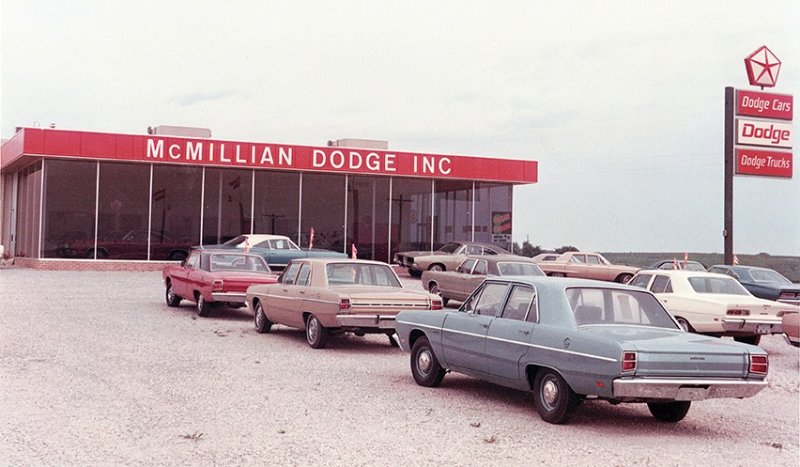 McMILLIAN DODGE INC
Dodge Cars
Dodge
Dodge Trucks